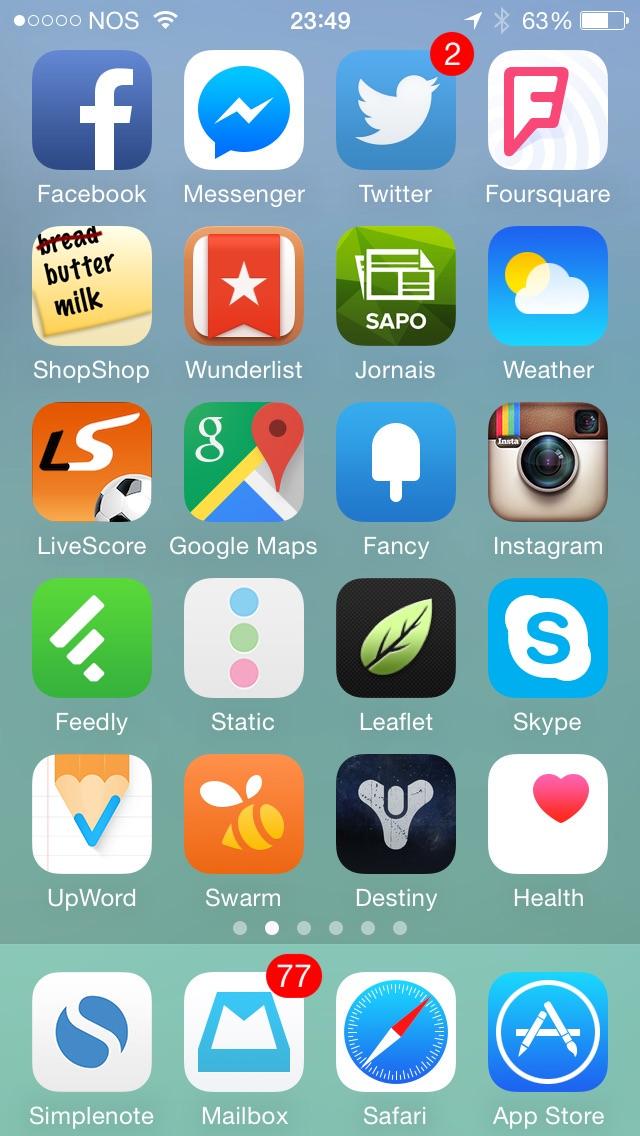 NOS 23:49 63%
2
Facebook Messenger Twitter Foursquare
bread
butter
milk
SAPO
ShopShop Wunderlist Jornais Weather
LS g Insta
LiveScore Google Maps Fancy Instagram
S
Feedly Static Leaflet Skype
UpWord Swarm Destiny Health
77
Simplenote Mailbox Safari App Store